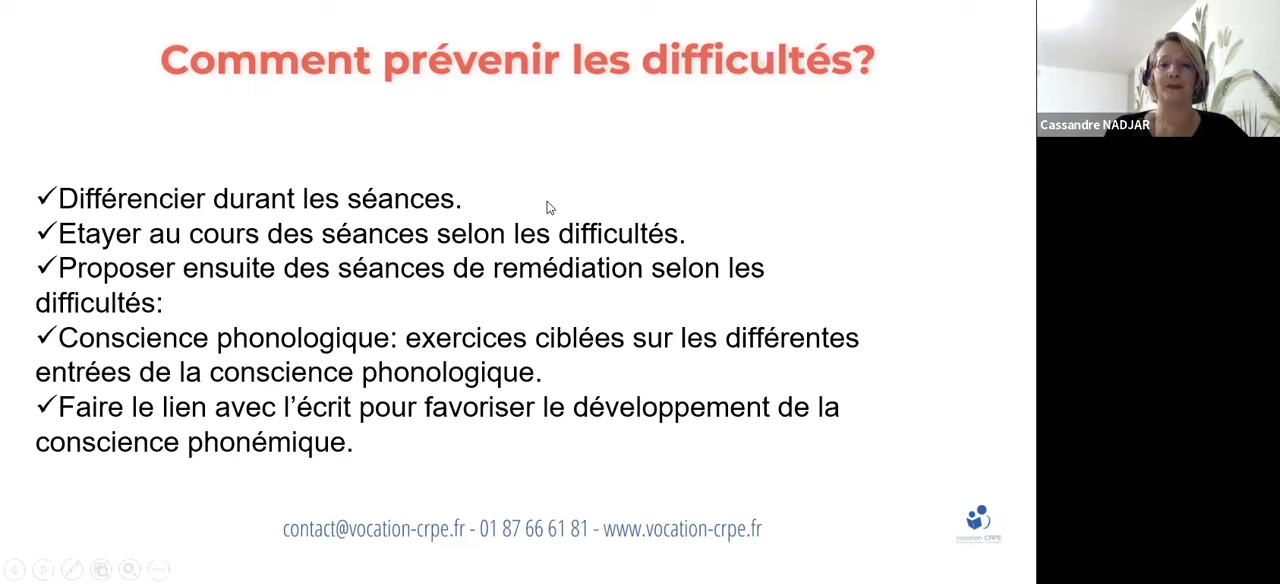 Comment prévenir les difficultés?
Cassandre NADJAR
✓Différencier durant les séances.
✓Etayer au cours des séances selon les difficultés.
✓Proposer ensuite des séances de remédiation selon les
difficultés:
✓Conscience phonologique: exercices ciblées sur les différentes
entrées de la conscience phonologique.
✓Faire le lien avec l’écrit pour favoriser le développement de la
conscience phonémique.
contact@vocation-crpe.fr - 01 87 66 61 81 - www.vocation-crpe.fr
Vocation CRPE